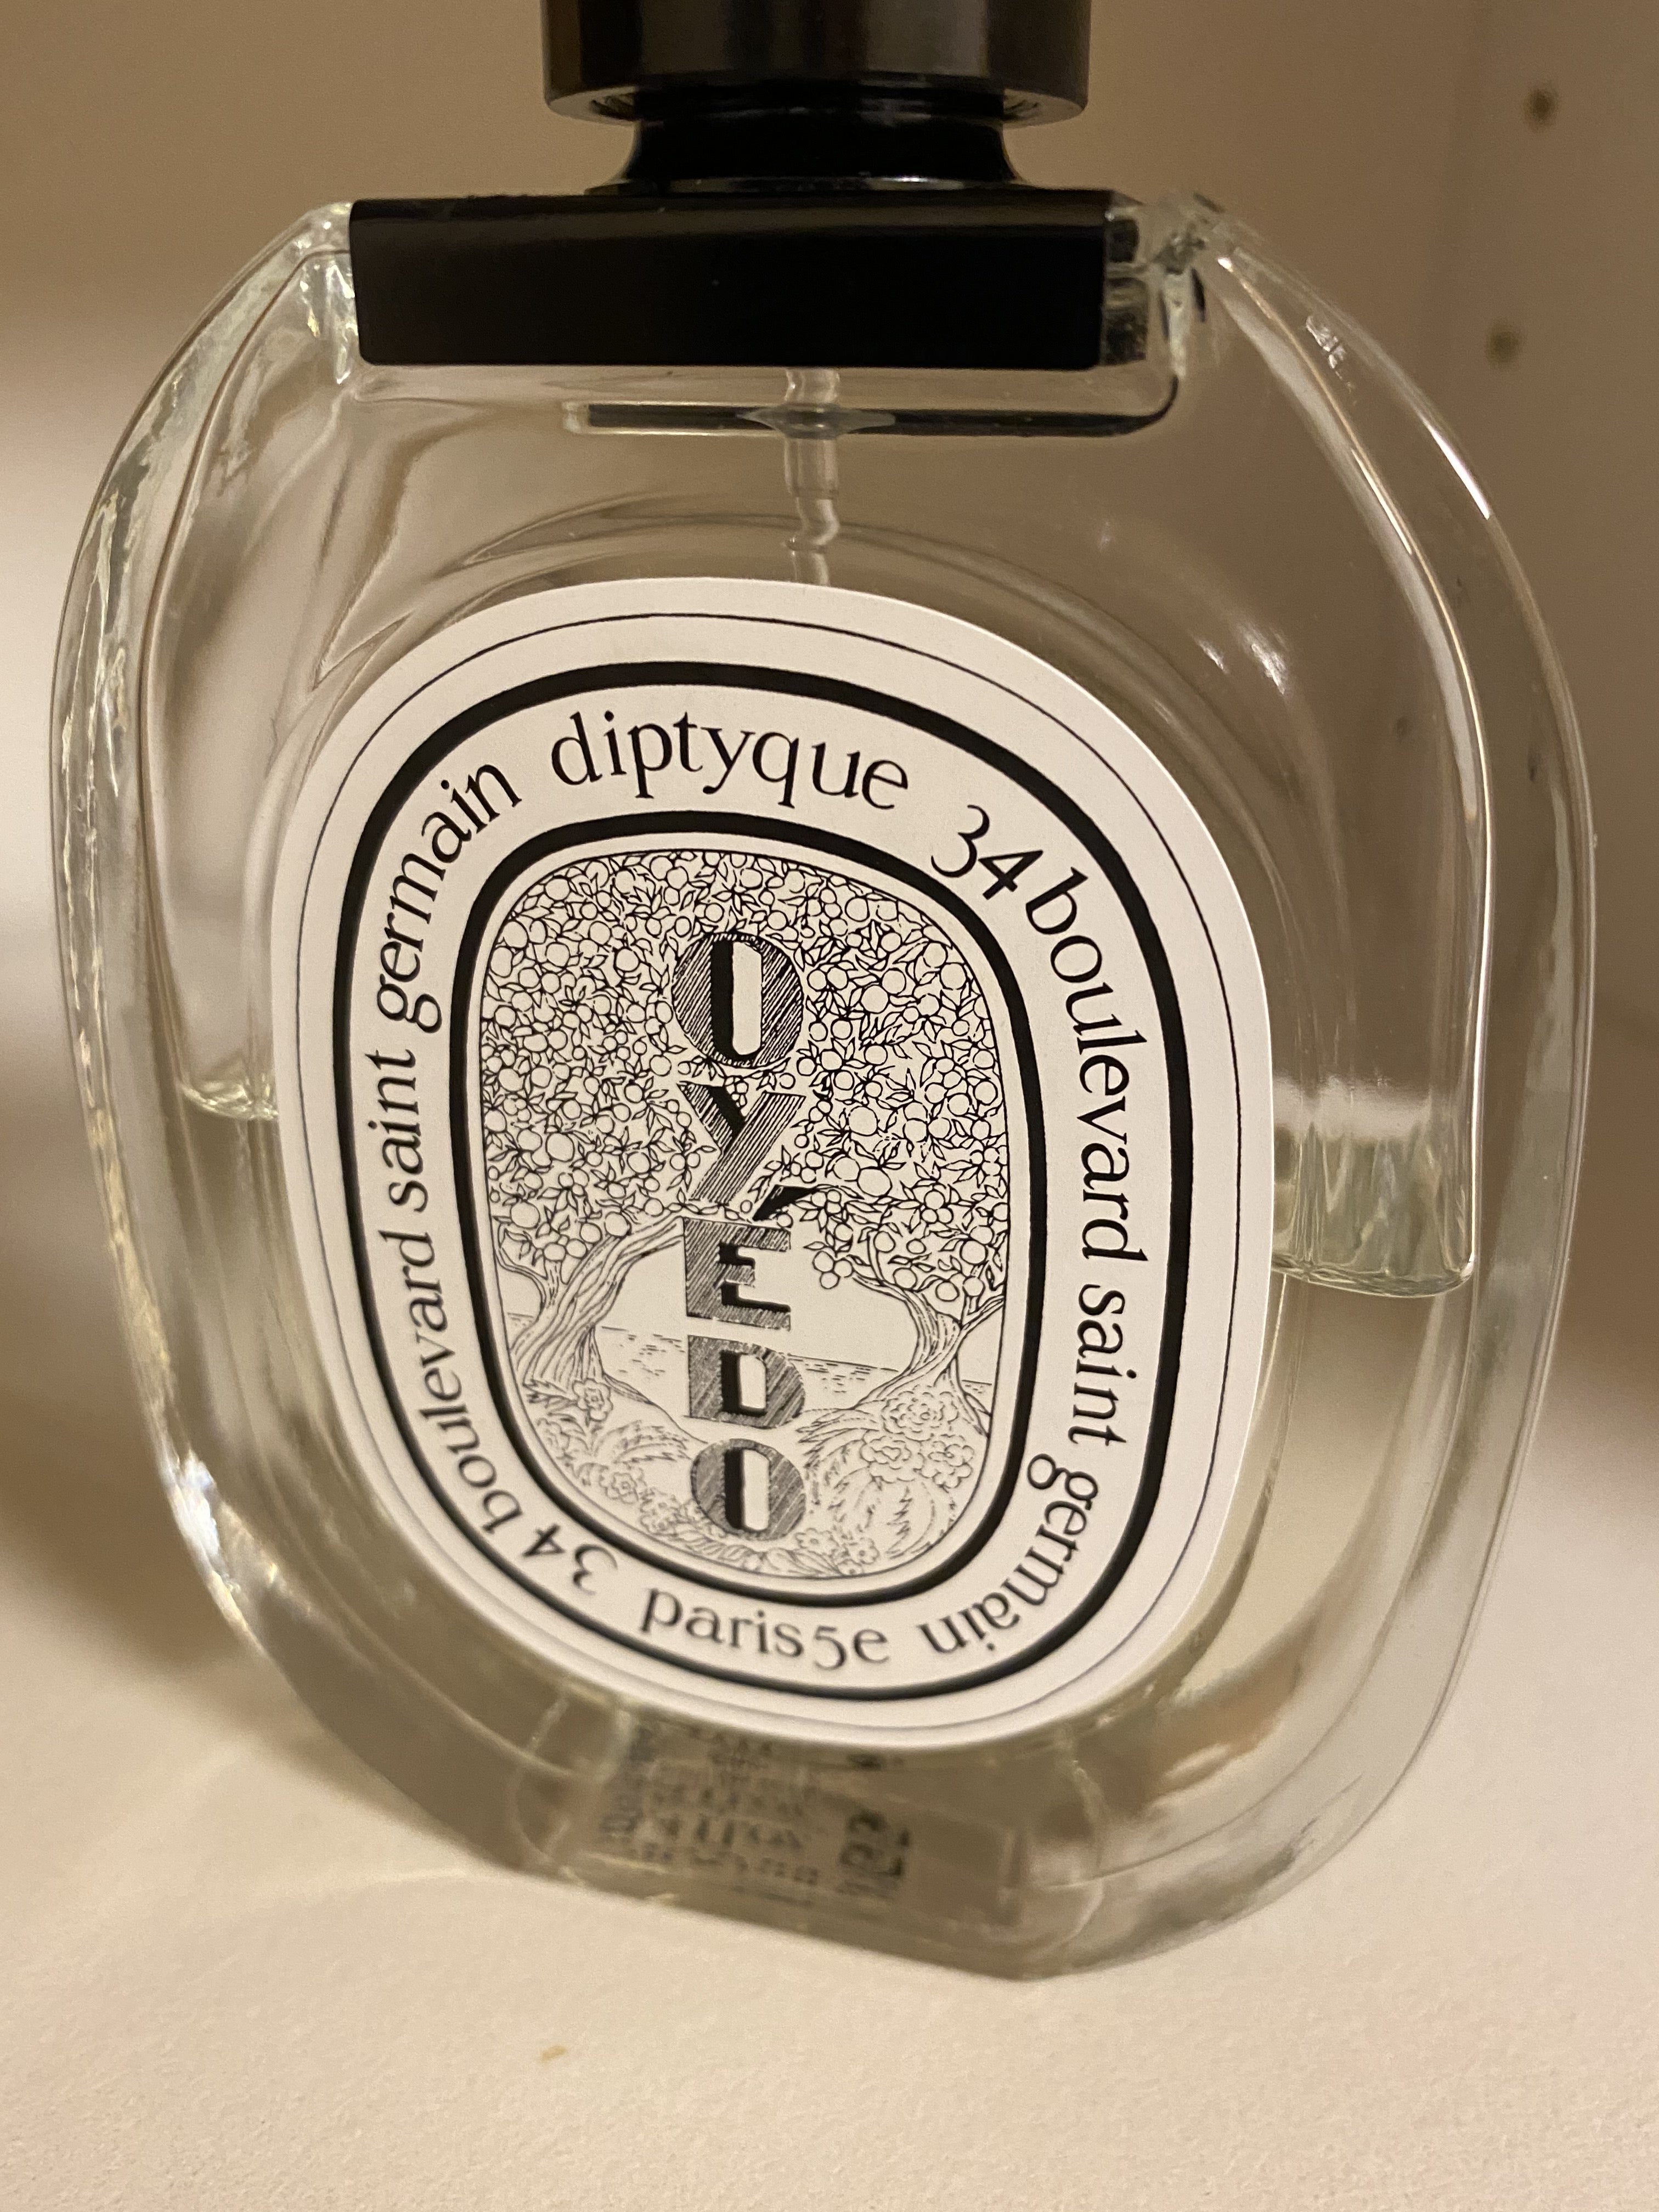 diptyque 34 boulevard saint germain
paris 5e
34 boulevard saint germain
OYÉDO